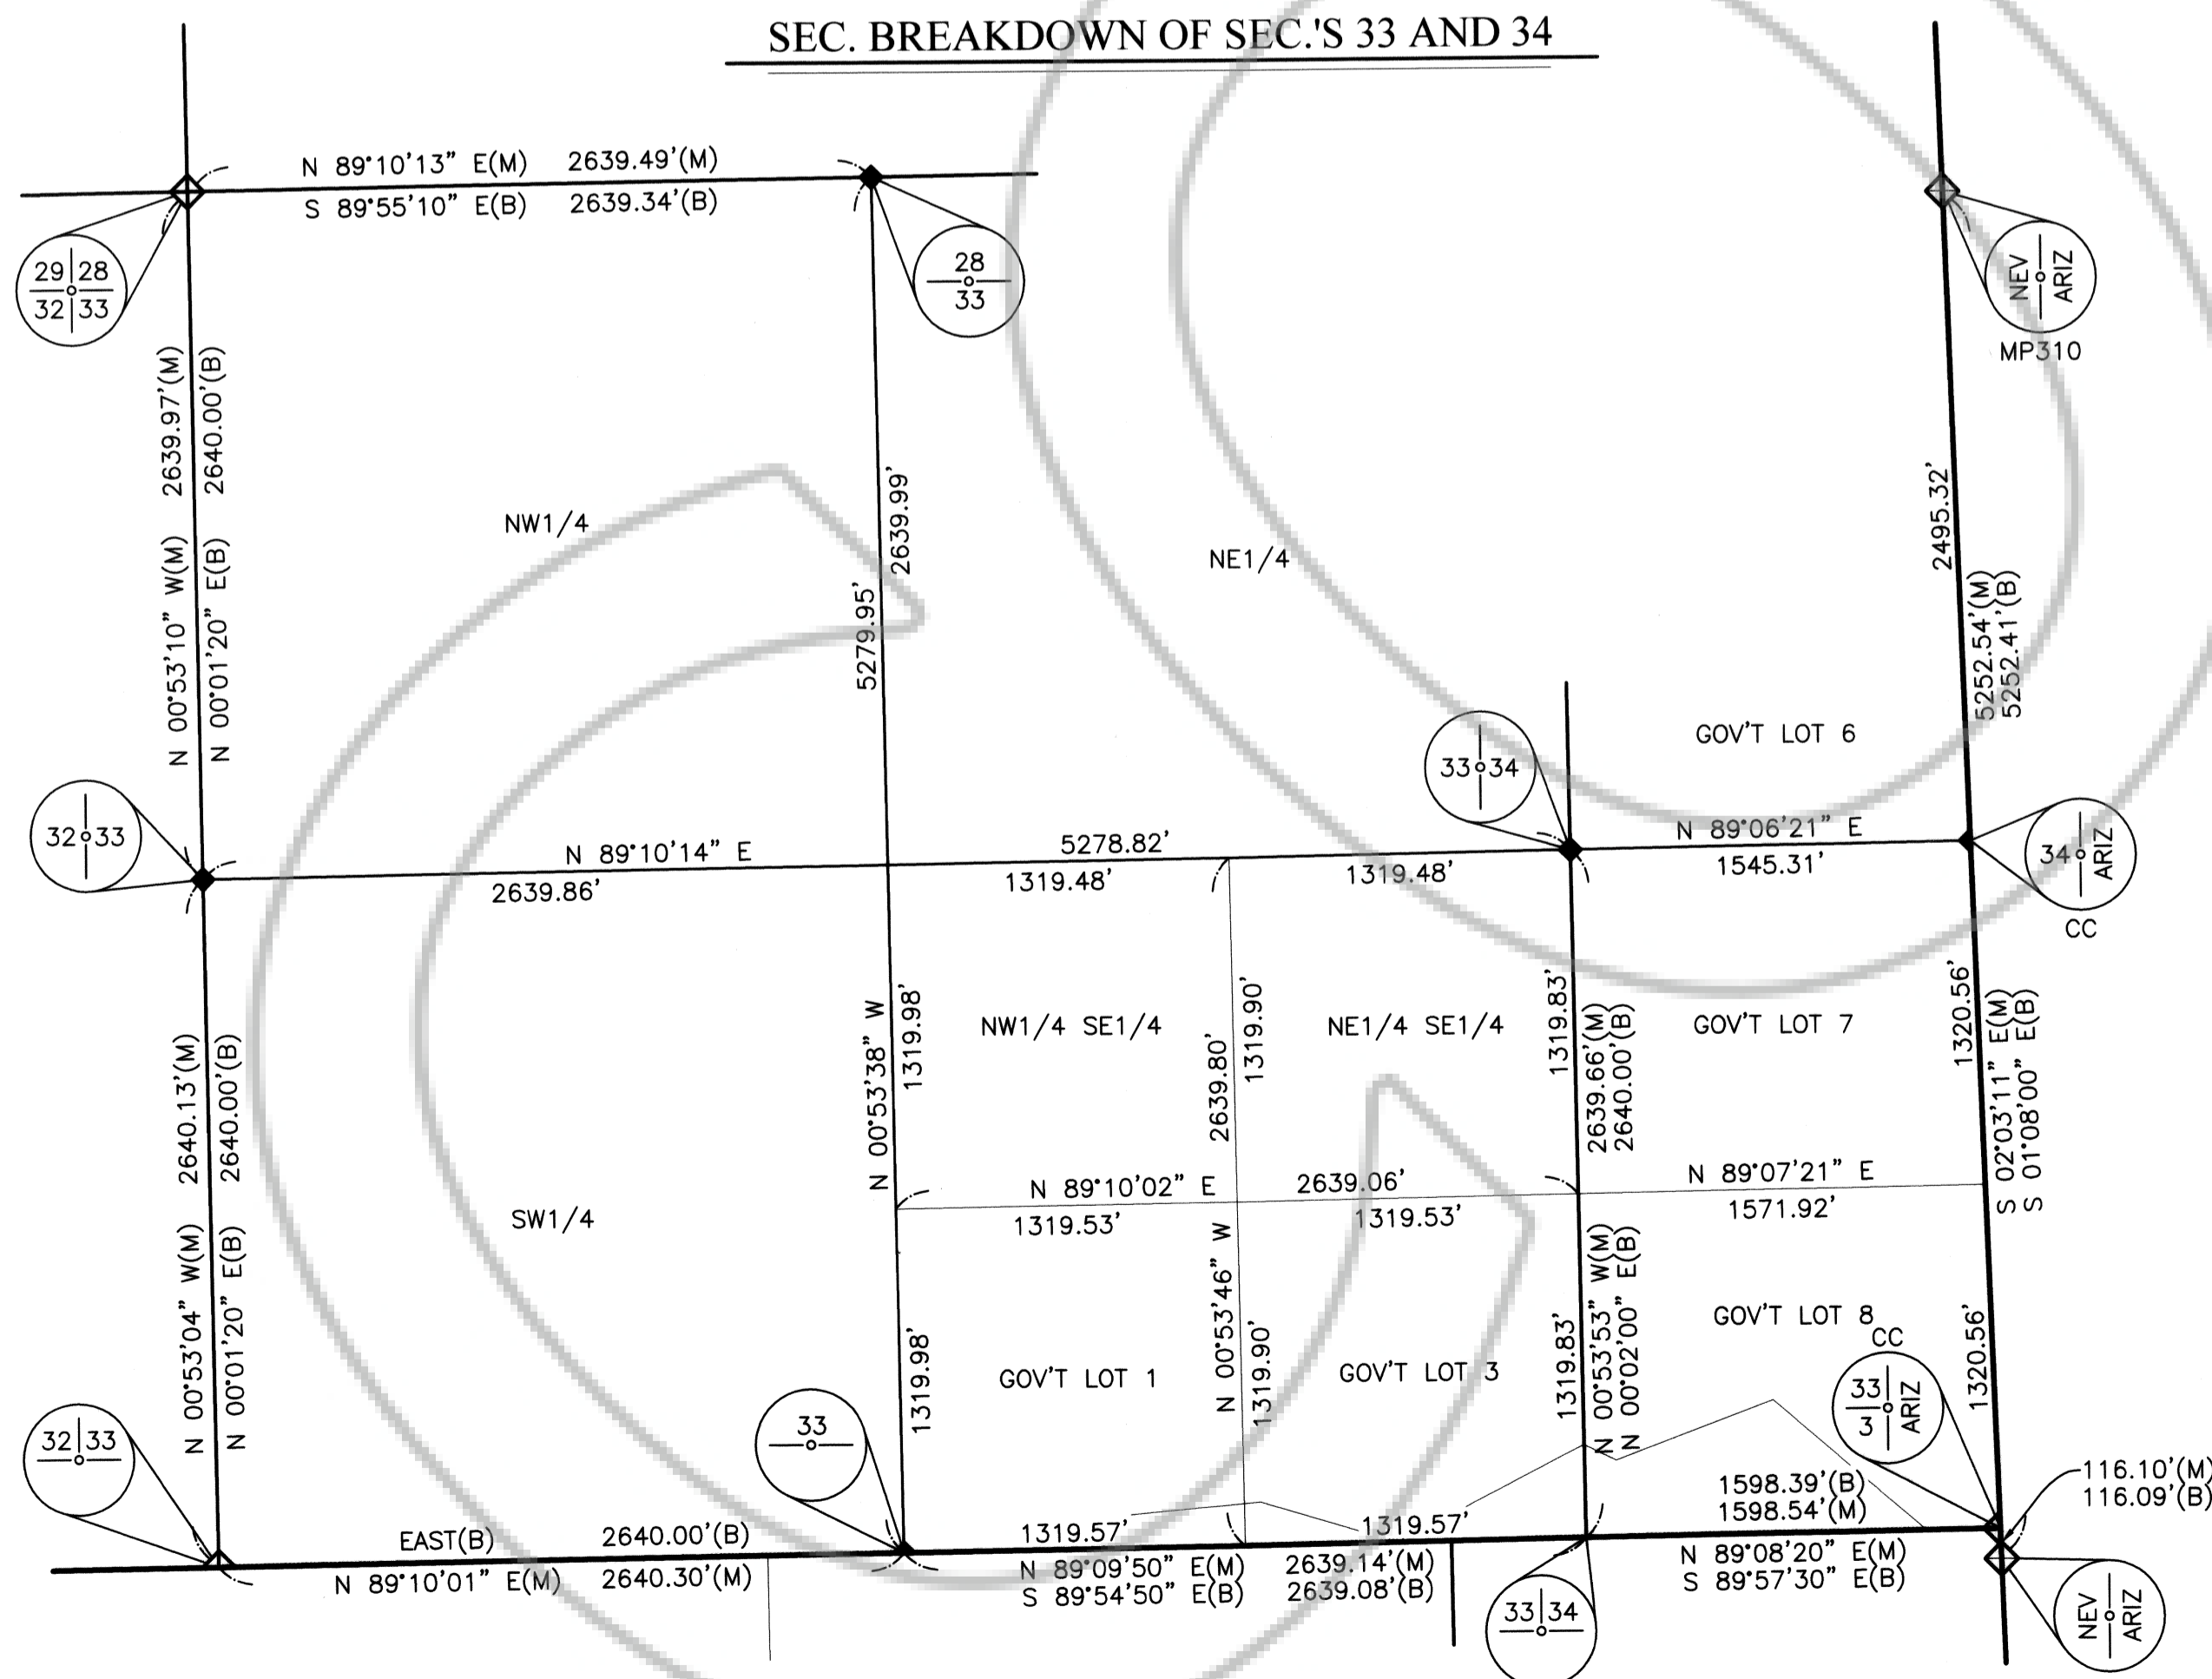 SEC. BREAKDOWN OF SEC.'S 33 AND 34
N 89°10'13" E(M) 2639.49'(M)
S 89°55'10" E(B) 2639.34'(B)
29 28
32 33
28
33
NEV
ARIZ
MP310
N 00°53'10" W(M) 2639.97'(M)
N 00°01'20" E(B) 2640.00'(B)
NW1/4
2639.99'
5279.95'
NE1/4
2495.32'
5252.54'(M)
5252.41'(B)
GOV'T LOT 6
33 34
32 33
N 89°10'14" E
2639.86'
5278.82'
1319.48'
1319.48'
N 89°06'21" E
1545.31'
34
ARIZ
CC
N 00°53'04" W(M) 2640.13'(M)
N 00°01'20" E(B) 2640.00'(B)
SW1/4
N 00°53'38" W
1319.98'
NW1/4 SE1/4
2639.80'
1319.90'
NE1/4 SE1/4
1319.83'
2639.66'(M)
2640.00'(B)
GOV'T LOT 7
1320.56'
S 02°03'11" E(M)
S 01°08'00" E(B)
N 89°10'02" E
2639.06'
1319.53'
1319.53'
N 89°07'21" E
1571.92'
1319.98'
GOV'T LOT 1
N 00°53'46" W
1319.90'
GOV'T LOT 3
1319.83'
N 00°53'53" W(M)
N 00°02'00" E(B)
GOV'T LOT 8
CC
33
3
ARIZ
1320.56'
32 33
33
116.10'(M)
116.09'(B)
EAST(B) 2640.00'(B)
N 89°10'01" E(M) 2640.30'(M)
1319.57'
1319.57'
N 89°09'50" E(M) 2639.14'(M)
S 89°54'50" E(B) 2639.08'(B)
1598.39'(B)
1598.54'(M)
N 89°08'20" E(M)
S 89°57'30" E(B)
33 34
NEV
ARIZ